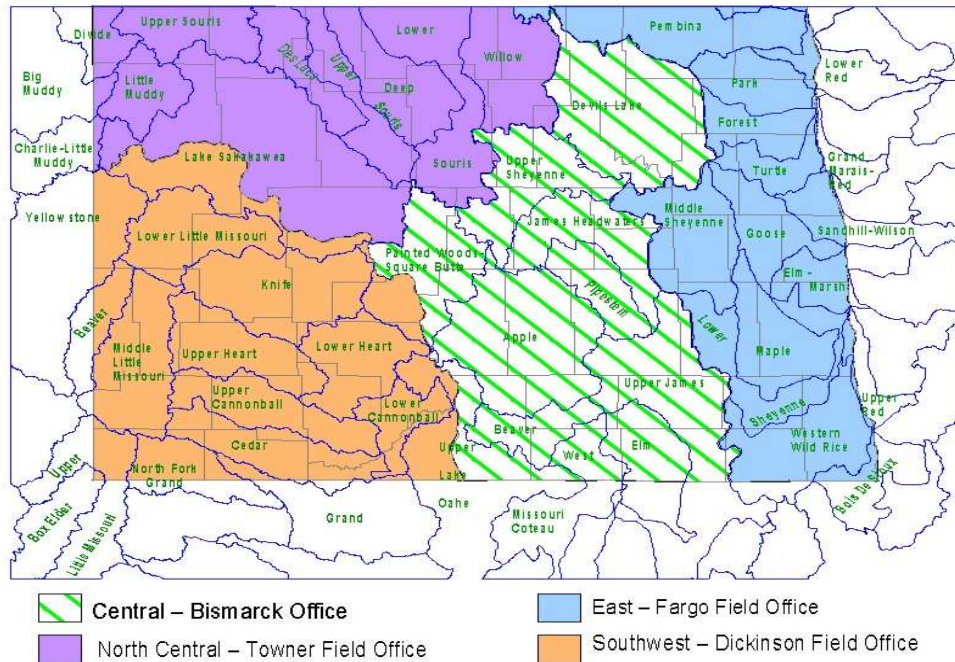 Pembina
Upper Souris
Lower
Divide
Willow
Des Lacs
Upper
Souris
Lower
Red
Big
Muddy
Little
Muddy
Deep
Park
Devils Lake
Forest
Charlie-Little
Muddy
Lake Sakakawea
Souris
Upper
Sheyenne
Turtle
Grand
Marais-
Red
Yellowstone
Middle
Sheyenne
James Headwaters
Lower Little Missouri
Goose
Sandhill-Wilson
Painted Woods-
Square Butte
Elm -
Marsh
Knife
Pipestem
Beaver
Lower
Apple
Middle
Little
Missouri
Upper Heart
Lower Heart
Maple
Upper James
Upper
Cannonball
Lower
Cannonball
Upper
Red
Sheyenne
Beaver
Western
Wild Rice
Cedar
Upper
Lake
Oahe
West
Elm
Upper
North Fork
Grand
Bois De Sioux
Box Elder
Little Missouri
Grand
Missouri
Coteau
Central – Bismarck Office
East – Fargo Field Office
North Central – Towner Field Office
Southwest – Dickinson Field Office